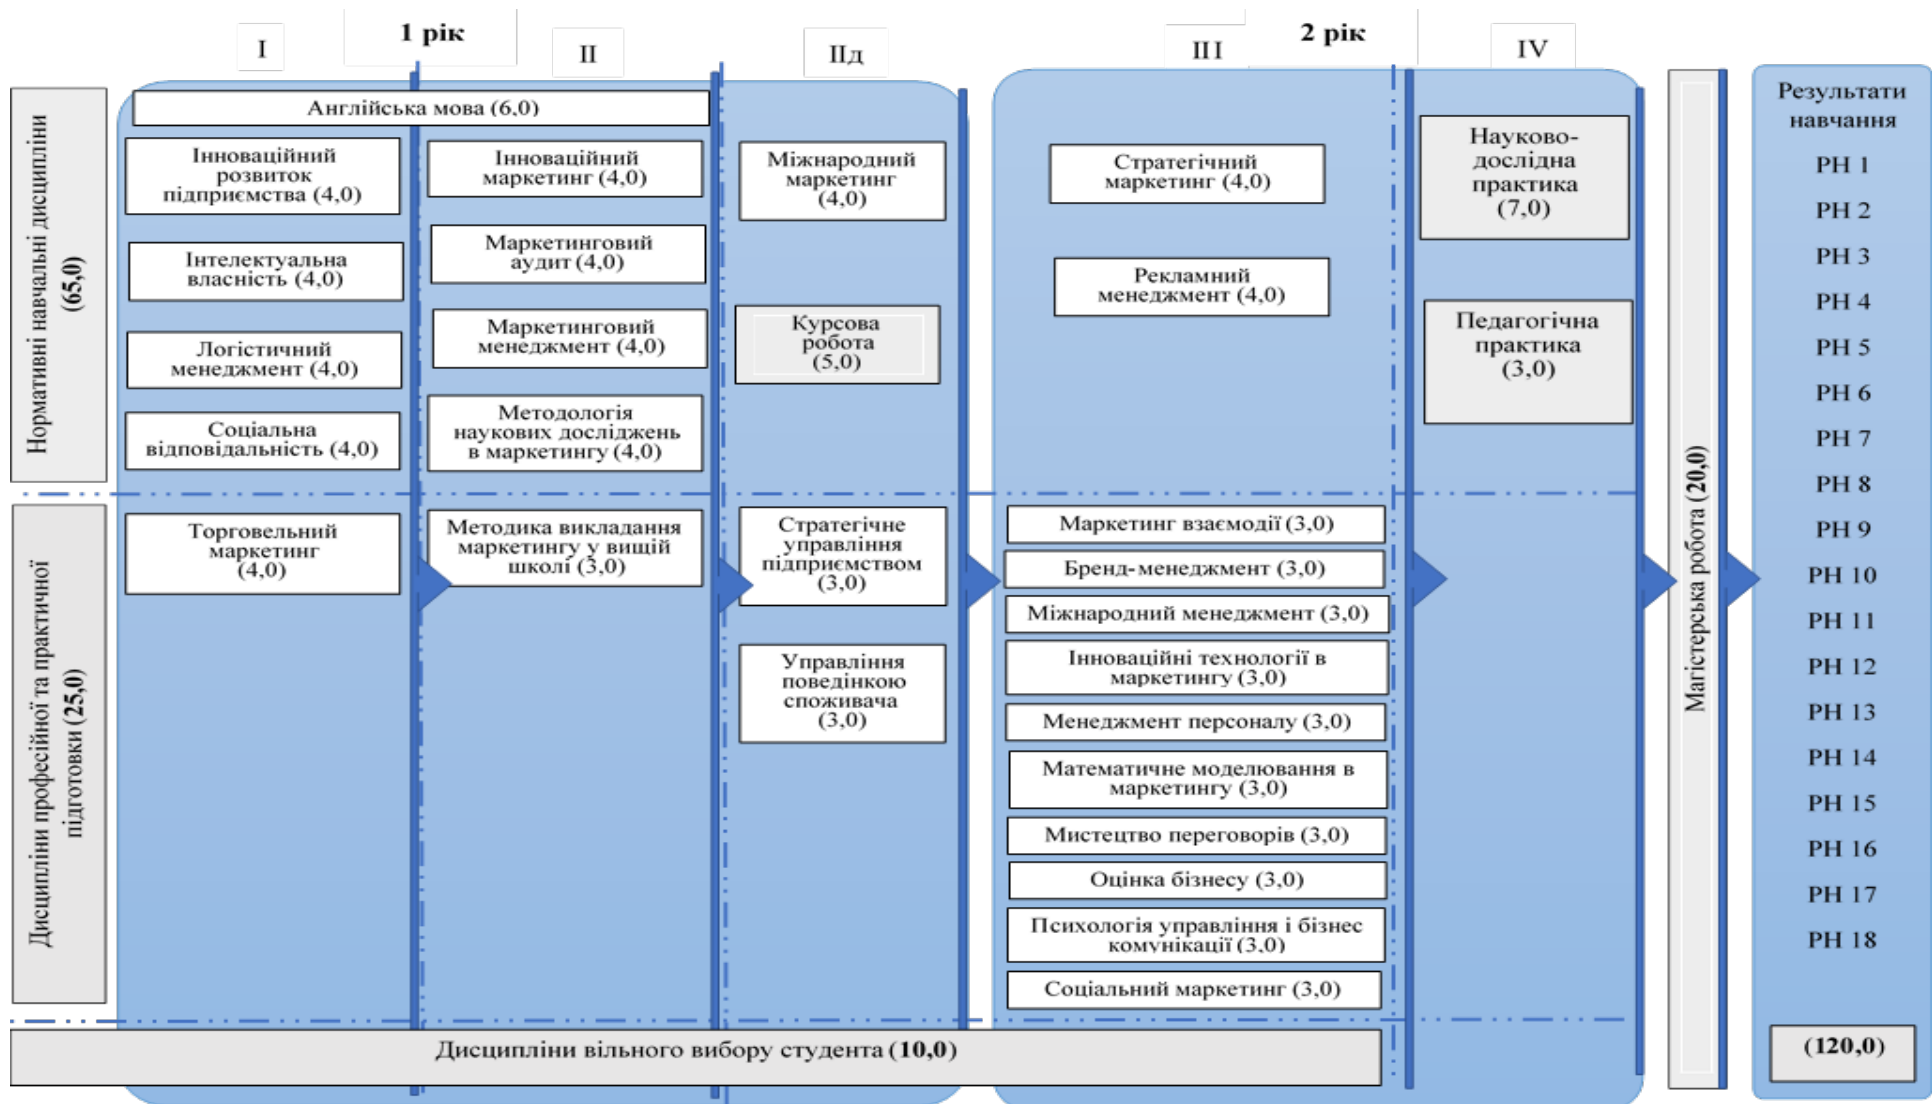 1 рік
2 рік
I
II
IIд
III
IV
Нормативні навчальні дисципліни
(65,0)
Англійська мова (6,0)
Інноваційний
розвиток
підприємства (4,0)
Інтелектуальна
власність (4,0)
Логістичний
менеджмент (4,0)
Соціальна
відповідальність (4,0)
Інноваційний
маркетинг (4,0)
Маркетинговий
аудит (4,0)
Маркетинговий
менеджмент (4,0)
Методологія
наукових досліджень
в маркетингу (4,0)
Міжнародний
маркетинг
(4,0)
Курсова
робота
(5,0)
Стратегічний
маркетинг (4,0)
Рекламний
менеджмент (4,0)
Науково-
дослідна
практика
(7,0)
Педагогічна
практика
(3,0)
Дисципліни професійної та практичної
підготовки (25,0)
Торговельний
маркетинг
(4,0)
Методика викладання
маркетингу у вищій
школі (3,0)
Стратегічне
управління
підприємством
(3,0)
Управління
поведінкою
споживача
(3,0)
Маркетинг взаємодії (3,0)
Бренд-менеджмент (3,0)
Міжнародний менеджмент (3,0)
Інноваційні технології в
маркетингу (3,0)
Менеджмент персоналу (3,0)
Математичне моделювання в
маркетингу (3,0)
Мистецтво переговорів (3,0)
Оцінка бізнесу (3,0)
Психологія управління і бізнес
комунікації (3,0)
Соціальний маркетинг (3,0)
Дисципліни вільного вибору студента (10,0)
Магістерська робота (20,0)
Результати
навчання
РН 1
РН 2
РН 3
РН 4
РН 5
РН 6
РН 7
РН 8
РН 9
РН 10
РН 11
РН 12
РН 13
РН 14
РН 15
РН 16
РН 17
РН 18
(120,0)